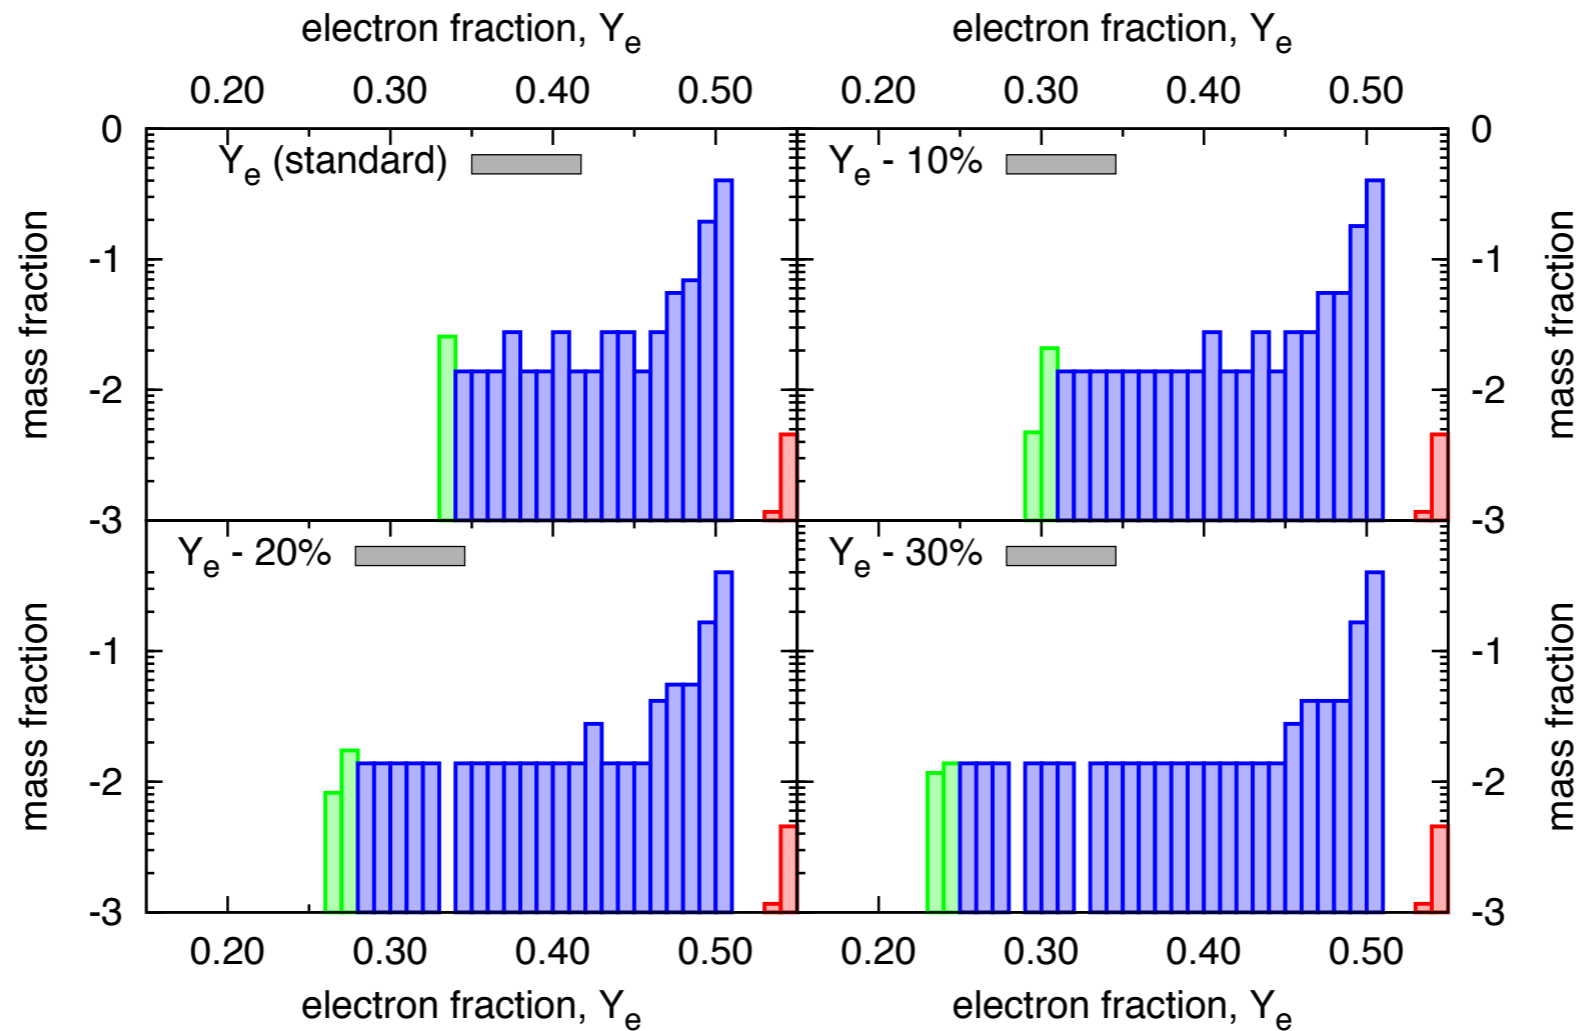 electron fraction, Ye electron fraction, Ye
0.20 0.30 0.40 0.50 0.20 0.30 0.40 0.50
0 Ye (standard) Ye - 10% 0
mass fraction
-1 -1
-2 -2
-3 -3
mass fraction
Ye - 20% Ye - 30%
mass fraction
-1 -1
-2 -2
-3 -3
mass fraction
0.20 0.30 0.40 0.50 0.20 0.30 0.40 0.50
electron fraction, Ye electron fraction, Ye